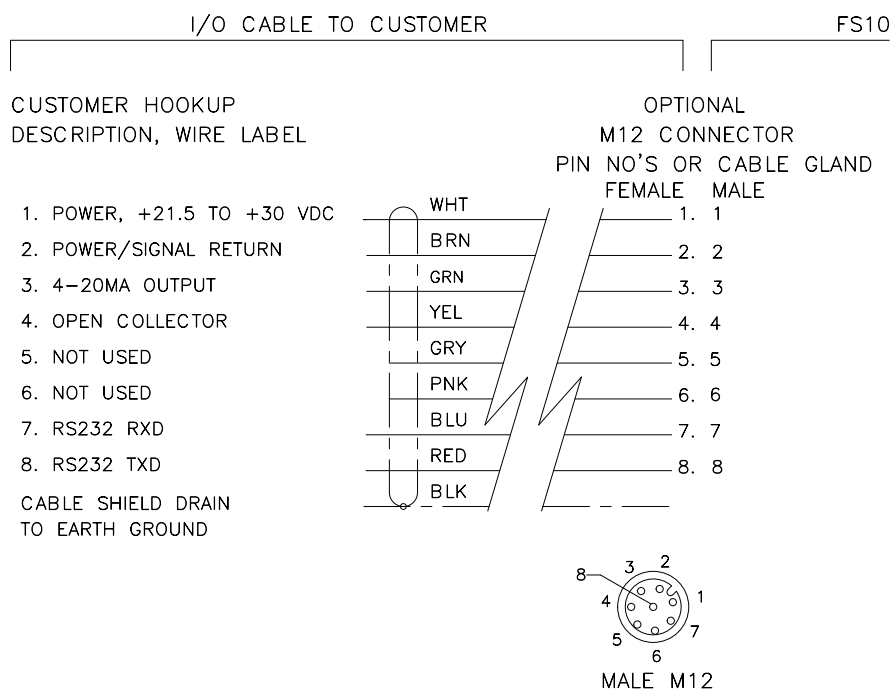 I/O CABLE TO CUSTOMER FS10
CUSTOMER HOOKUP
DESCRIPTION, WIRE LABEL
OPTIONAL
M12 CONNECTOR
PIN NO'S OR CABLE GLAND
FEMALE MALE
1. POWER, +21.5 TO +30 VDC WHT 1. 1
2. POWER/SIGNAL RETURN BRN 2. 2
3. 4-20MA OUTPUT GRN 3. 3
4. OPEN COLLECTOR YEL 4. 4
5. NOT USED GRY 5. 5
6. NOT USED PNK 6. 6
7. RS232 RXD BLU 7. 7
8. RS232 TXD RED 8. 8
CABLE SHIELD DRAIN BLK
TO EARTH GROUND
8 3 2
4 1
5 7
6
MALE M12